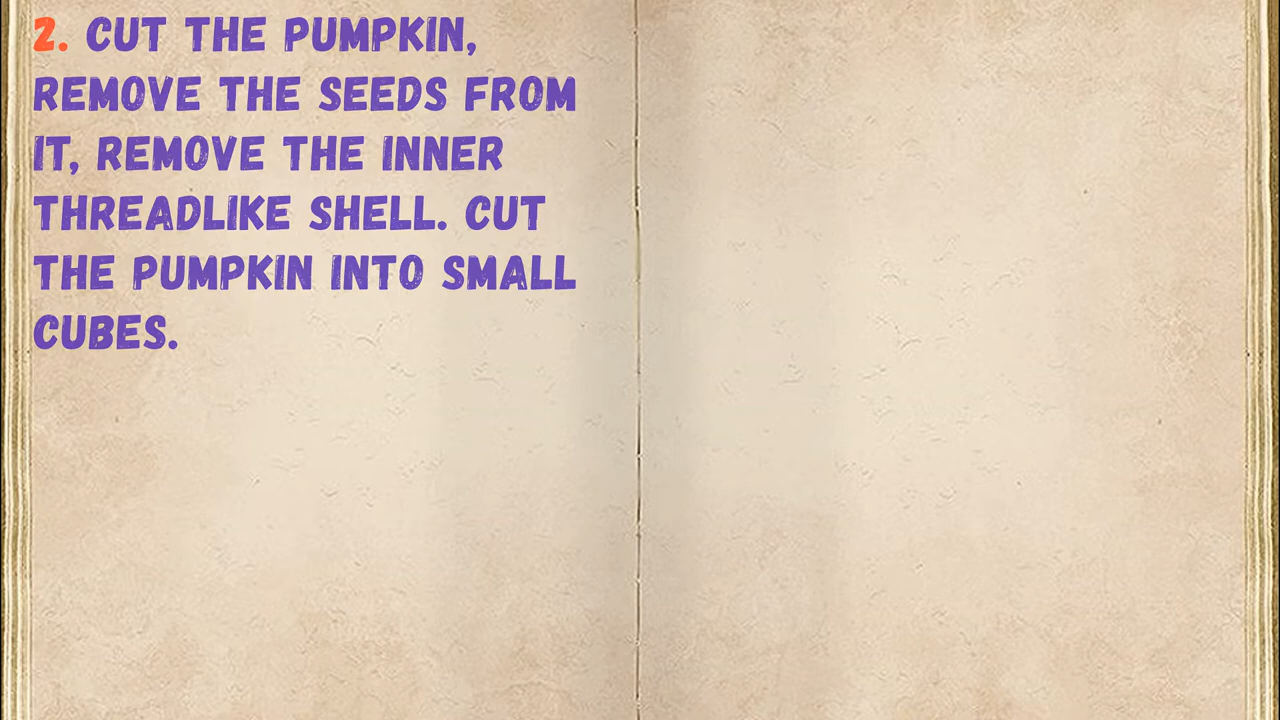 2. CUT THE PUMPKIN,
REMOVE THE SEEDS FROM
IT, REMOVE THE INNER
THREADLIKE SHELL. CUT
THE PUMPKIN INTO SMALL
CUBES.